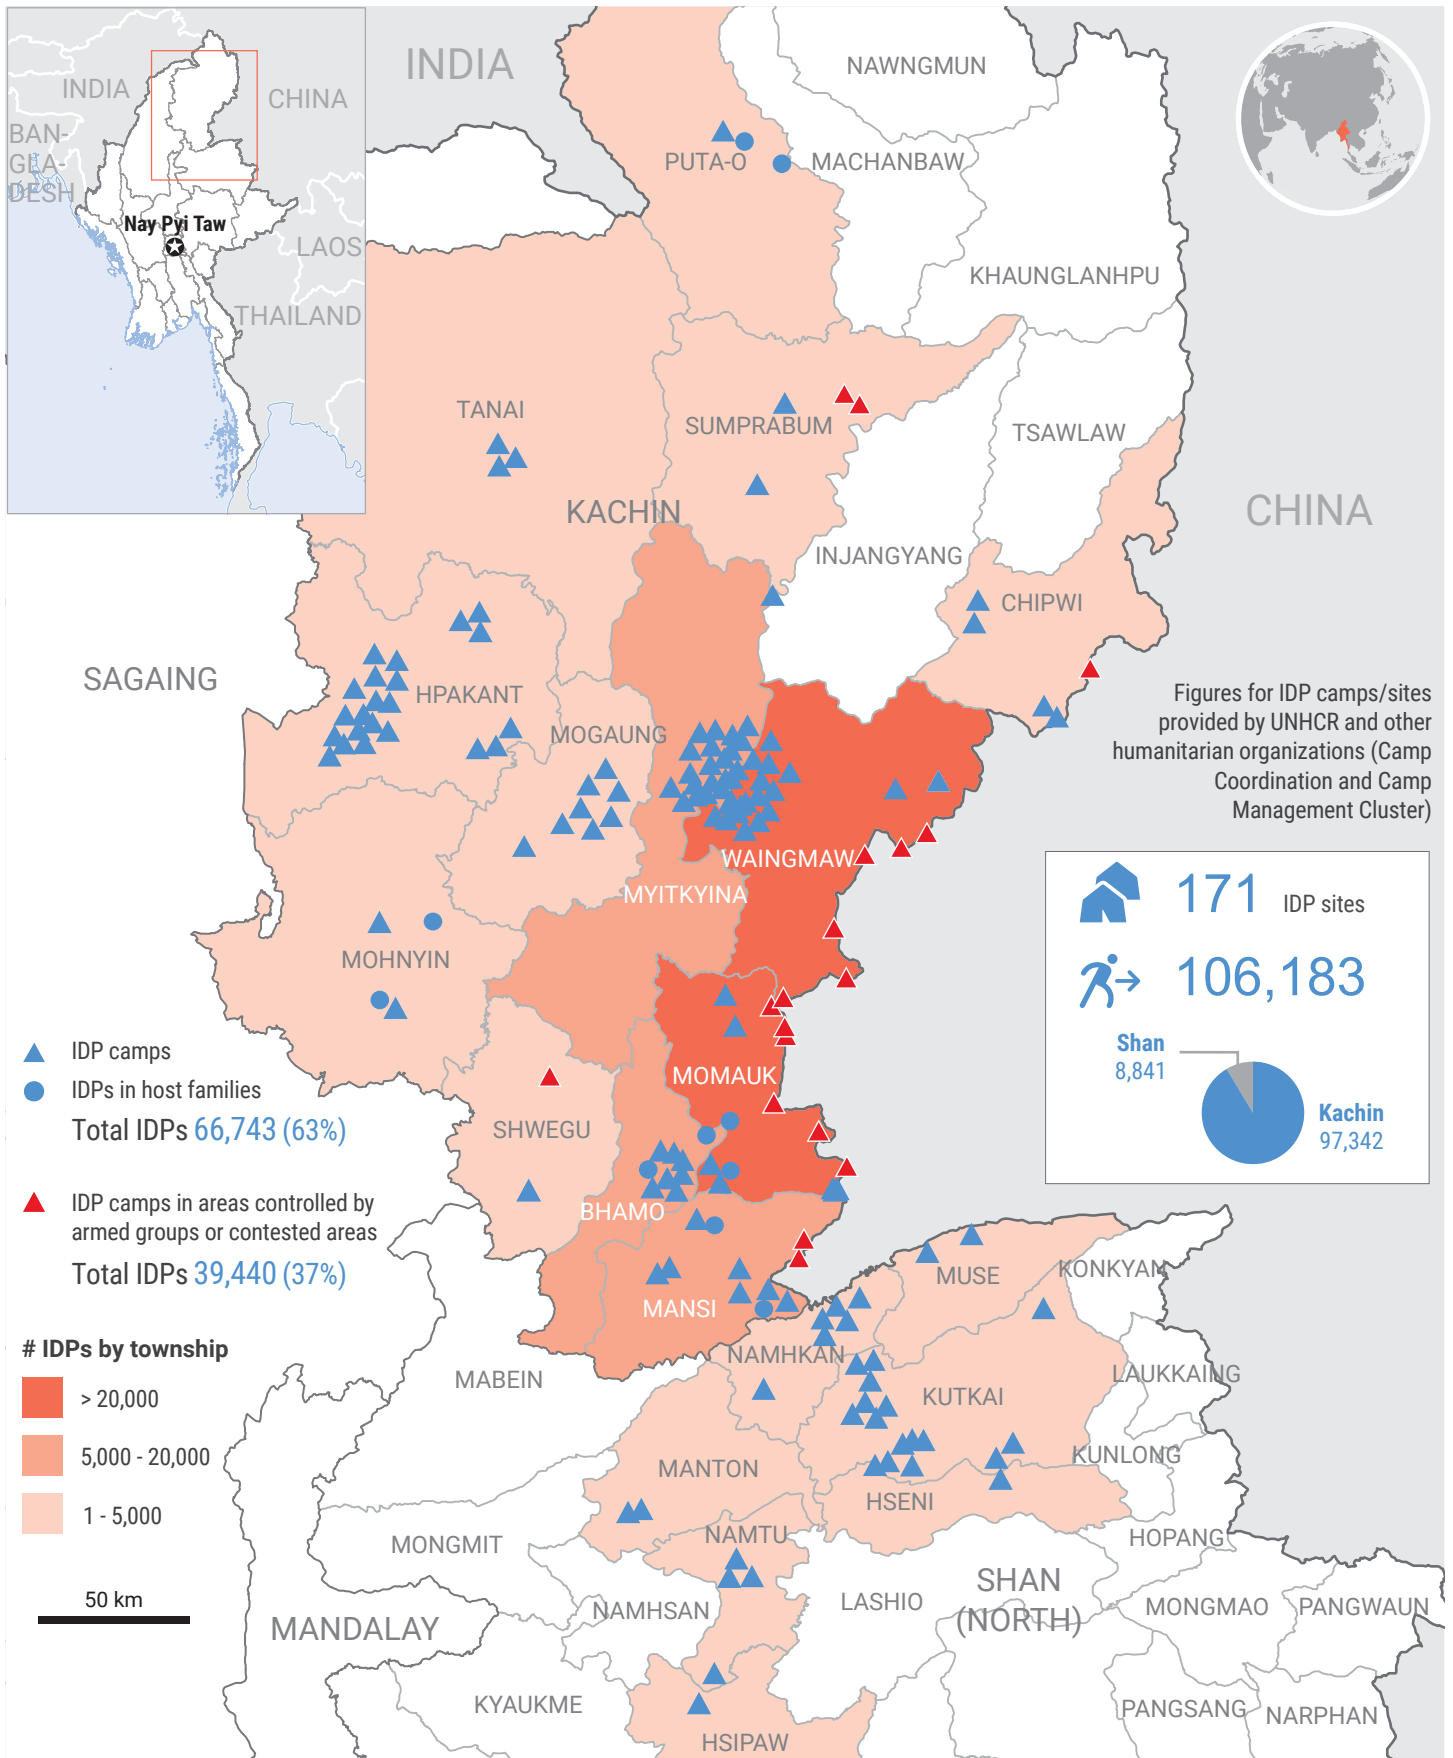 INDIA
CHINA
BAN-
GLA-
DESH
Nay Pyi Taw
LAOS
THAILAND
INDIA
NAWNGMUN
PUTA-O
MACHANBAW
KHAUNGLANHPU
TANAI
SUMPRABUM
TSAWLAW
KACHIN
CHINA
INJANGYANG
CHIPWI
SAGAING
HPAKANT
MOGAUNG
Figures for IDP camps/sites
provided by UNHCR and other
humanitarian organizations (Camp
Coordination and Camp
Management Cluster)
WAINGMAW
MYITKYINA
171 IDP sites
106,183
Shan
8,841
Kachin
97,342
MOHNYIN
IDP camps
IDPs in host families
Total IDPs 66,743 (63%)
MOMAUK
SHWEGU
IDP camps in areas controlled by
armed groups or contested areas
Total IDPs 39,440 (37%)
BHAMO
MUSE
KONKYAN
MANSI
# IDPs by township
> 20,000
5,000 - 20,000
1 - 5,000
NAMHKAN
MABEIN
LAUKKAING
KUTKAI
KUNLONG
MANTON
HSENI
NAMTU
HOPANG
MONGMIT
50 km
NAMHSAN
LASHIO
SHAN
(NORTH)
MONGMAO
PANGWAUN
MANDALAY
KYAUKME
PANGSANG
NARPHAN
HSIPAW